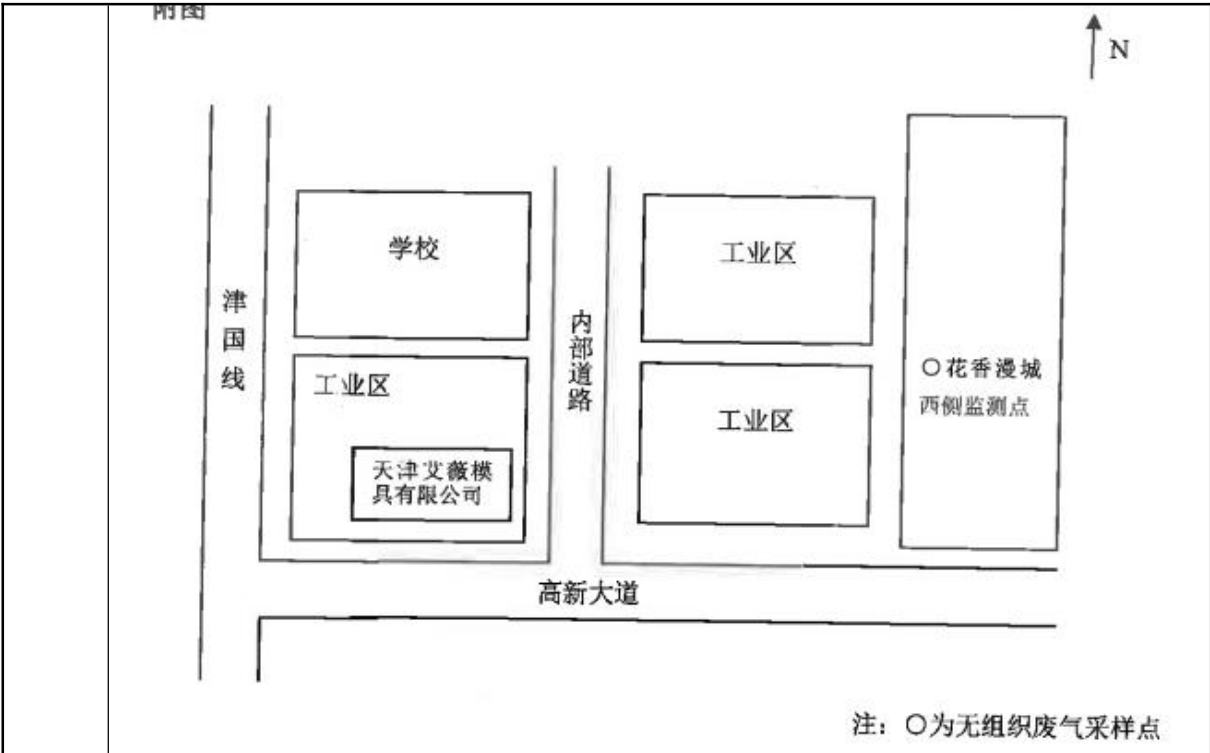 附图
N
学校
工业区
津国线
内部道路
工业区
○花香漫城
西侧监测点
工业区
天津艾薇模
具有限公司
高新大道
注：○为无组织废气采样点